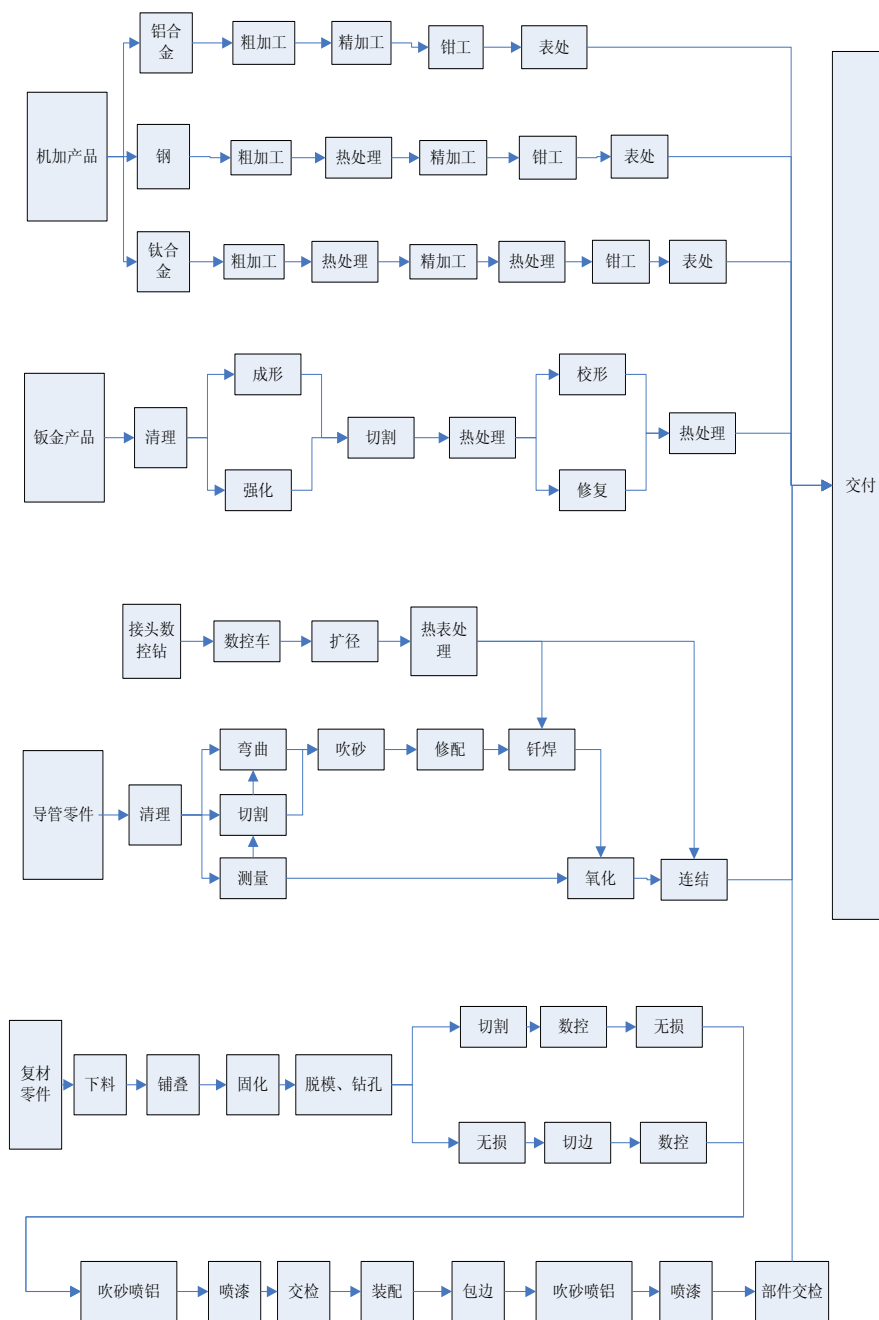 铝合
金
粗加工
精加工
钳工
表处
机加产品
钢
粗加工
热处理
精加工
钳工
表处
钛合
金
粗加工
热处理
精加工
热处理
钳工
表处
钣金产品
清理
成形
强化
切割
热处理
校形
修复
热处理
交付
接头数
控钻
数控车
扩径
热表处
理
导管零件
清理
弯曲
切割
测量
吹砂
修配
钎焊
氧化
连结
复材
零件
下料
铺叠
固化
脱模、钻孔
切割
数控
无损
无损
切边
数控
吹砂喷铝
喷漆
交检
装配
包边
吹砂喷铝
喷漆
部件交检